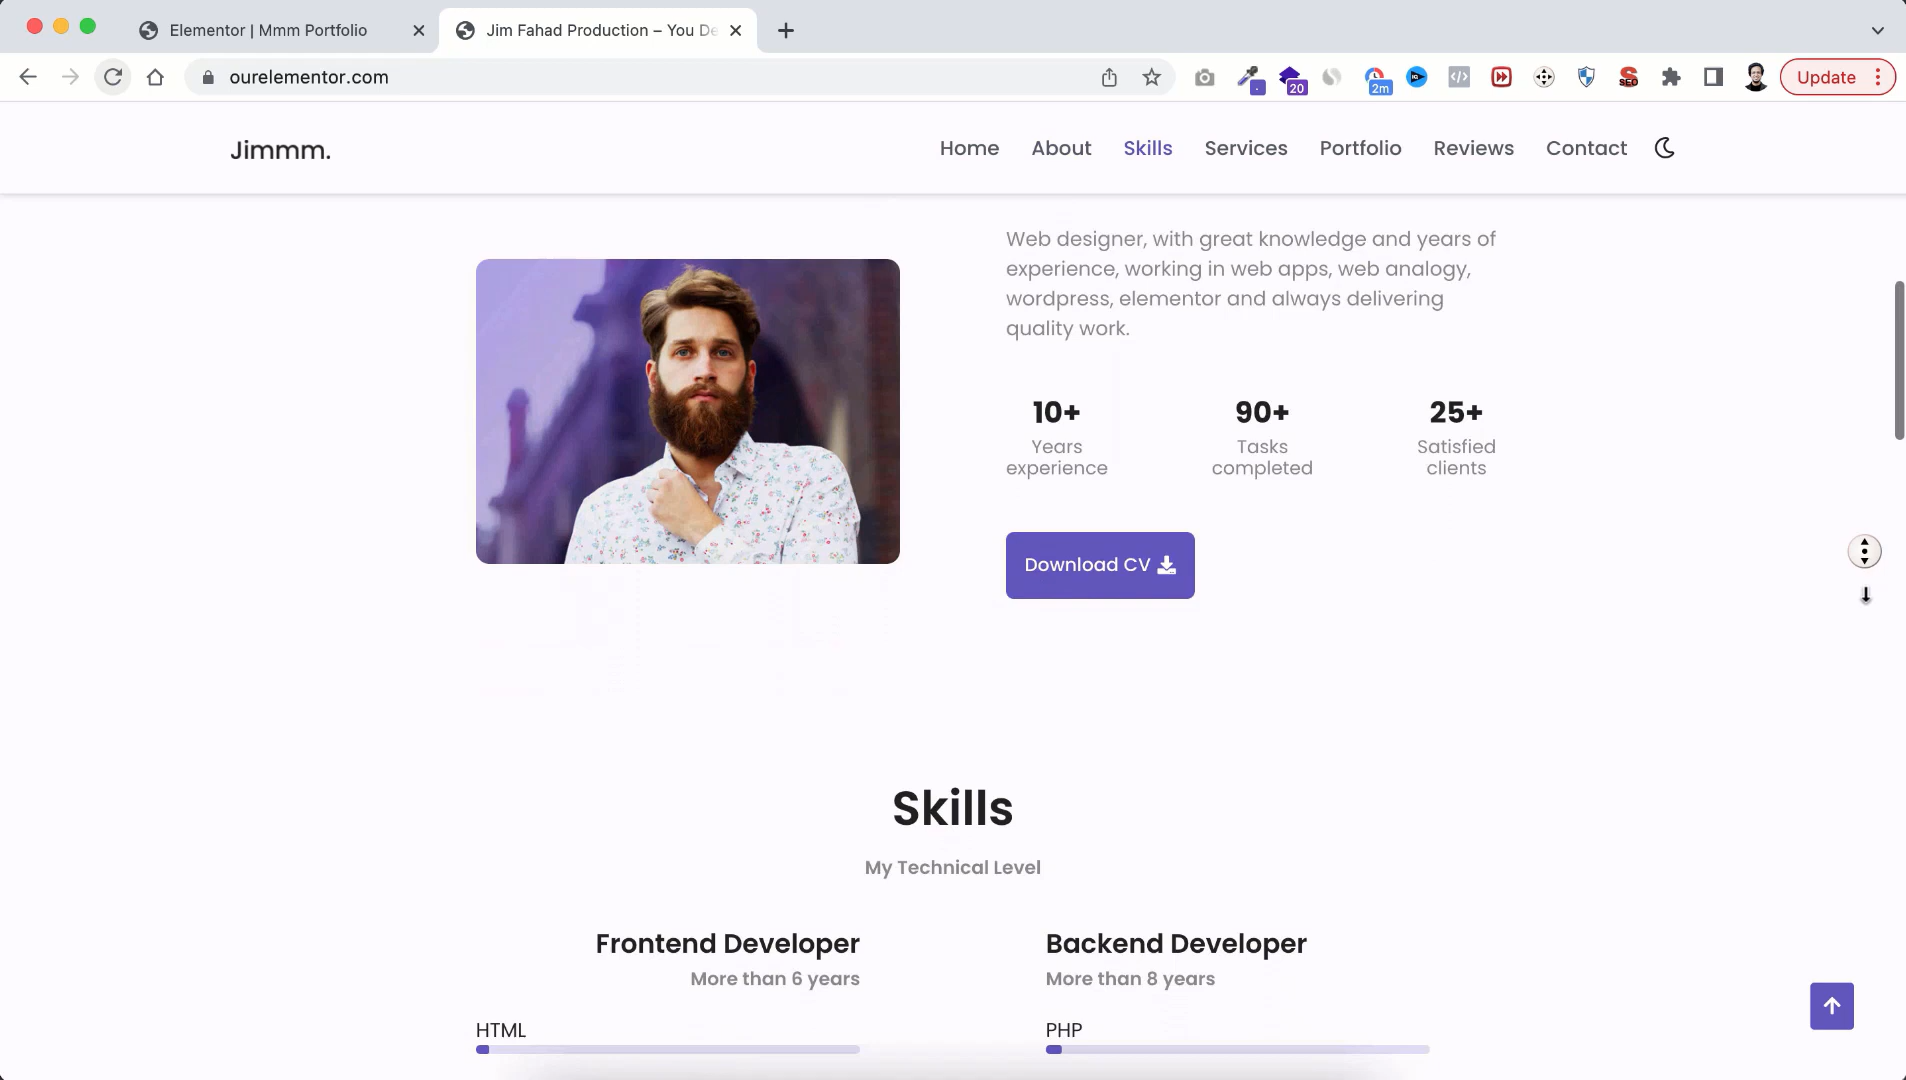 Elementor | Mmm Portfolio
Jim Fahad Production – You De
ourelementor.com
20
2m
SEO
Update
Jimmm.
Home About Skills Services Portfolio Reviews Contact
Web designer, with great knowledge and years of
experience, working in web apps, web analogy,
wordpress, elementor and always delivering
quality work.
10+
Years
experience
90+
Tasks
completed
25+
Satisfied
clients
Download CV
Skills
My Technical Level
Frontend Developer
More than 6 years
HTML
Backend Developer
More than 8 years
PHP